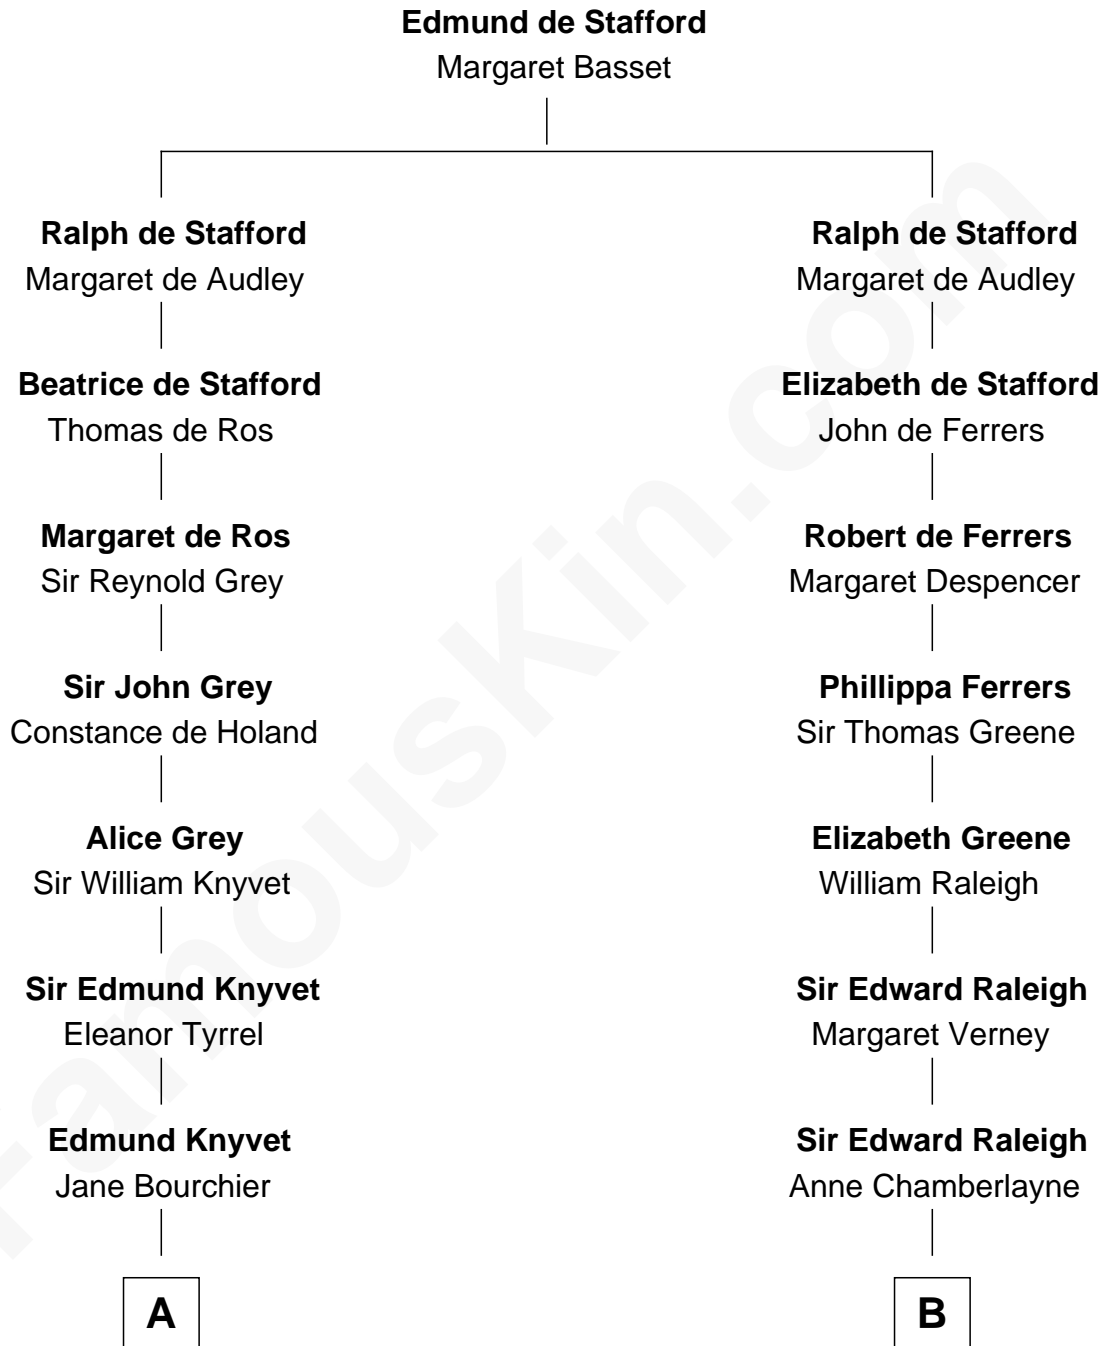 Edmund de Stafford
Margaret Basset
Ralph de Stafford
Margaret de Audley
Beatrice de Stafford
Thomas de Ros
Margaret de Ros
Sir Reynold Grey
Sir John Grey
Constance de Holand
Alice Grey
Sir William Knyvet
Sir Edmund Knyvet
Eleanor Tyrrel
Edmund Knyvet
Jane Bourchier
A
Ralph de Stafford
Margaret de Audley
Elizabeth de Stafford
John de Ferrers
Robert de Ferrers
Margaret Despencer
Phillippa Ferrers
Sir Thomas Greene
Elizabeth Greene
William Raleigh
Sir Edward Raleigh
Margaret Verney
Sir Edward Raleigh
Anne Chamberlayne
B
FamousKin.com